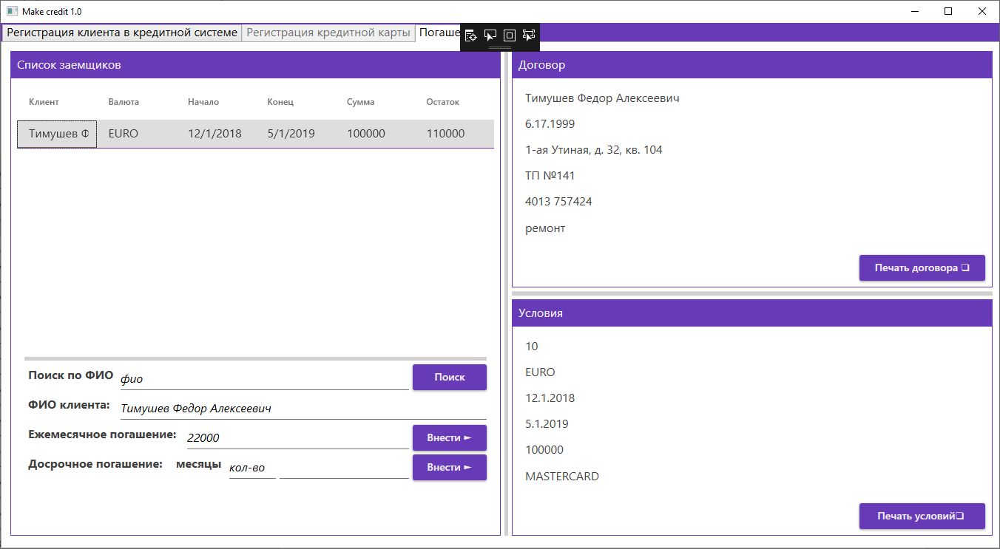 Make credit 1.0
Регистрация клиента в кредитной системе Регистрация кредитной карты Погаше
Список заемщиков
Клиент Валюта Начало Конец Сумма Остаток
Тимушев Ф EURO 12/1/2018 5/1/2019 100000 110000
Поиск по ФИО фио Поиск
ФИО клиента: Тимушев Федор Алексеевич
Ежемесячное погашение: 22000 Внести ►
Досрочное погашение: месяцы кол-во Внести ►
Договор
Тимушев Федор Алексеевич
6.17.1999
1-ая Утиная, д. 32, кв. 104
ТП №141
4013 757424
ремонт
Печать договора ❏
Условия
10
EURO
12.1.2018
5.1.2019
100000
MASTERCARD
Печать условий❏